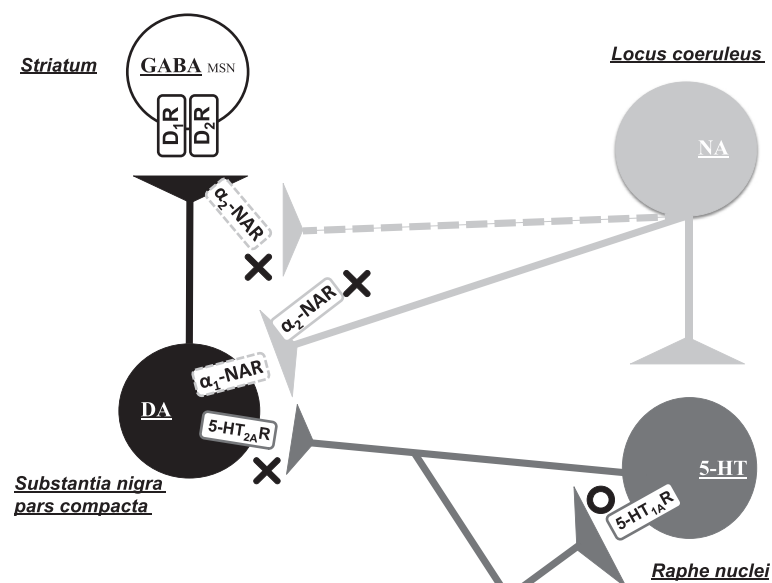 Locus coeruleus
Striatum
GABA MSN
D₁R
D₂R
NA
α₂-NAR
α₂-NAR
α₁-NAR
DA
5-HT₂ₐR
5-HT
5-HT₁ₐR
Substantia nigra
pars compacta
Raphe nuclei